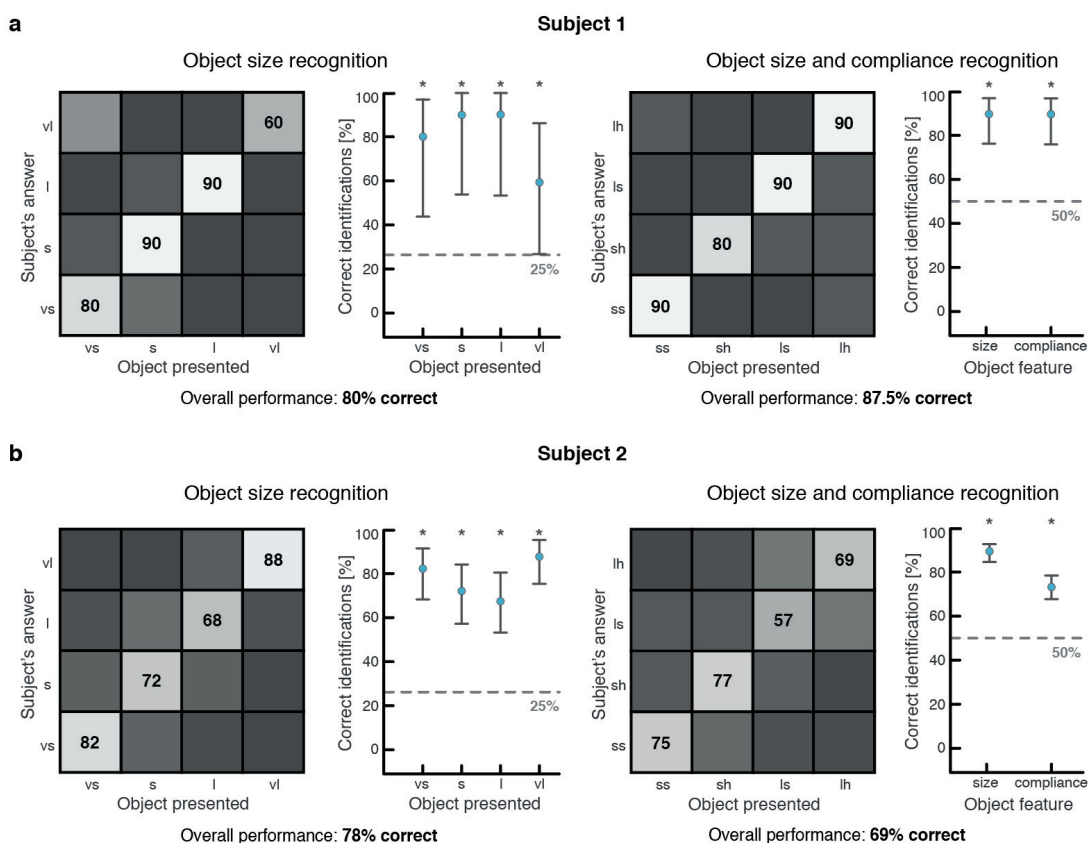 a
Subject 1
Object size recognition
Subject's answer
vl
l
s
vs
60
90
90
80
vs
s
l
vl
Object presented
Correct identifications [%]
100
80
60
40
20
0
*
*
*
*
25%
vs
s
l
vl
Object presented
Overall performance: 80% correct
Object size and compliance recognition
Subject's answer
lh
ls
sh
ss
90
90
80
90
ss
sh
ls
lh
Object presented
Correct identifications [%]
100
80
60
40
20
0
*
*
50%
size
compliance
Object feature
Overall performance: 87.5% correct
b
Subject 2
Object size recognition
Subject's answer
vl
l
s
vs
88
68
72
82
vs
s
l
vl
Object presented
Correct identifications [%]
100
80
60
40
20
0
*
*
*
*
25%
vs
s
l
vl
Object presented
Overall performance: 78% correct
Object size and compliance recognition
Subject's answer
lh
ls
sh
ss
69
57
77
75
ss
sh
ls
lh
Object presented
Correct identifications [%]
100
80
60
40
20
0
*
*
50%
size
compliance
Object feature
Overall performance: 69% correct